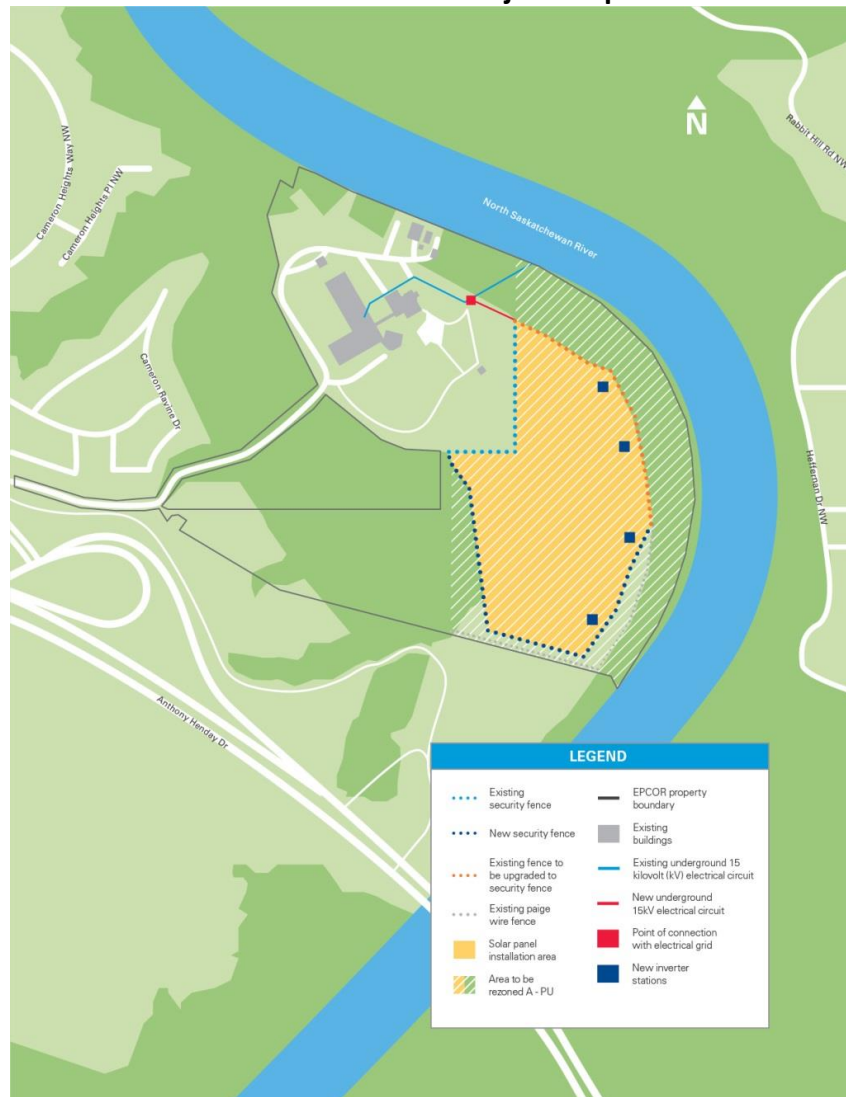 N
Rabbit Hill Rd NW
Cameron Heights Way NW
Cameron Heights Pl NW
North Saskatchewan River
Cameron Ravine Dr
Heffernan Dr NW
Anthony Henday Dr
LEGEND
Existing
security fence
New security fence
Existing fence to
be upgraded to
security fence
Existing paige
wire fence
Solar panel
installation area
Area to be
rezoned A - PU
EPCOR property
boundary
Existing
buildings
Existing underground 15
kilovolt (kV) electrical circuit
New underground
15kV electrical circuit
Point of connection
with electrical grid
New inverter
stations